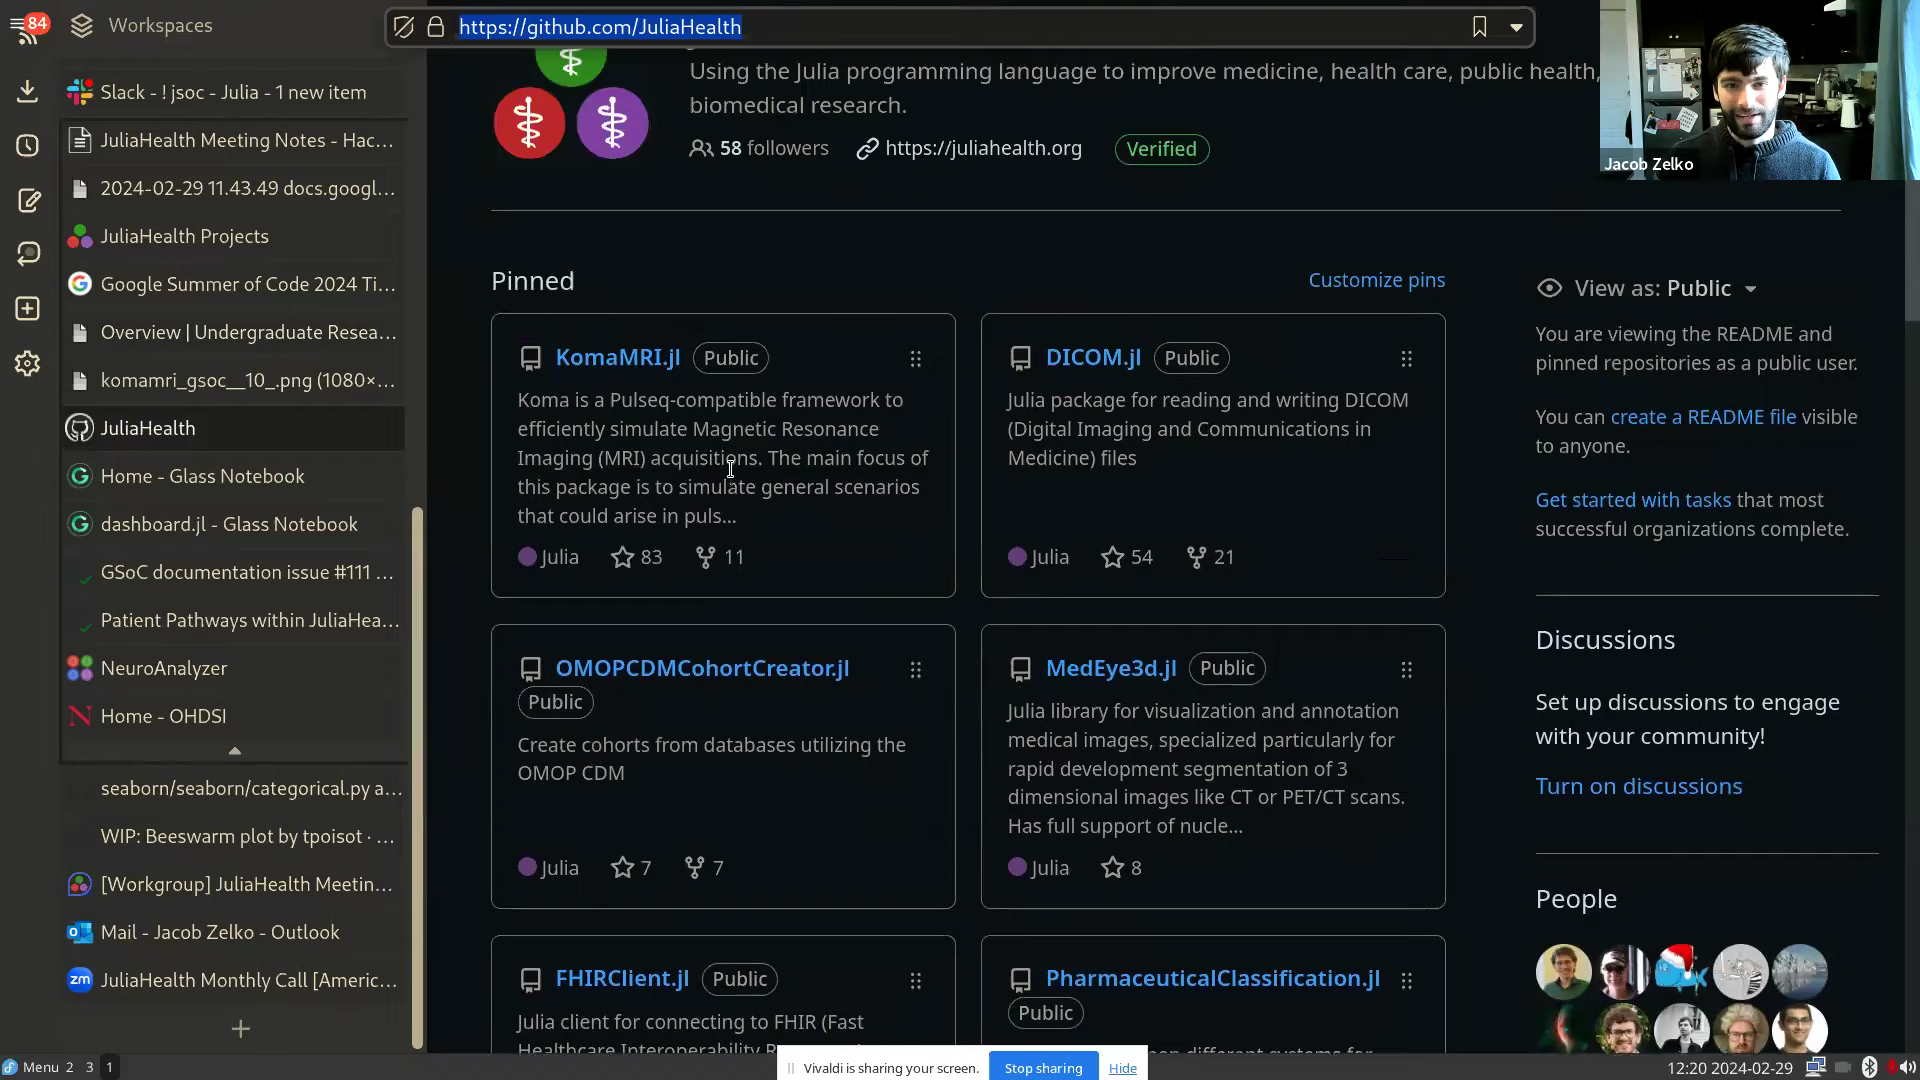 84
Workspaces
https://github.com/JuliaHealth
Slack - ! jsoc - Julia - 1 new item
JuliaHealth Meeting Notes - Hac...
2024-02-29 11.43.49 docs.googl...
JuliaHealth Projects
Google Summer of Code 2024 Ti...
Overview | Undergraduate Resea...
komamri_gsoc__10_.png (1080×...
JuliaHealth
Home - Glass Notebook
dashboard.jl - Glass Notebook
GSoC documentation issue #111 ...
Patient Pathways within JuliaHea...
NeuroAnalyzer
Home - OHDSI
seaborn/seaborn/categorical.py a...
WIP: Beeswarm plot by tpoisot · ...
[Workgroup] JuliaHealth Meetin...
Mail - Jacob Zelko - Outlook
zm
JuliaHealth Monthly Call [Americ...
Using the Julia programming language to improve medicine, health care, public health,
biomedical research.
58 followers
https://juliahealth.org
Verified
Jacob Zelko
Pinned
Customize pins
KomaMRI.jl
Public
Koma is a Pulseq-compatible framework to
efficiently simulate Magnetic Resonance
Imaging (MRI) acquisitions. The main focus of
this package is to simulate general scenarios
that could arise in puls...
Julia
83
11
DICOM.jl
Public
Julia package for reading and writing DICOM
(Digital Imaging and Communications in
Medicine) files
Julia
54
21
OMOPCDMCohortCreator.jl
Public
Create cohorts from databases utilizing the
OMOP CDM
Julia
7
7
MedEye3d.jl
Public
Julia library for visualization and annotation
medical images, specialized particularly for
rapid development segmentation of 3
dimensional images like CT or PET/CT scans.
Has full support of nucle...
Julia
8
FHIRClient.jl
Public
Julia client for connecting to FHIR (Fast
Healthcare Interoperability
PharmaceuticalClassification.jl
Public
different systems for
View as: Public
You are viewing the README and
pinned repositories as a public user.
You can create a README file visible
to anyone.
Get started with tasks that most
successful organizations complete.
Discussions
Set up discussions to engage
with your community!
Turn on discussions
People
Menu 2 3 1
Vivaldi is sharing your screen.
Stop sharing
Hide
12:20 2024-02-29